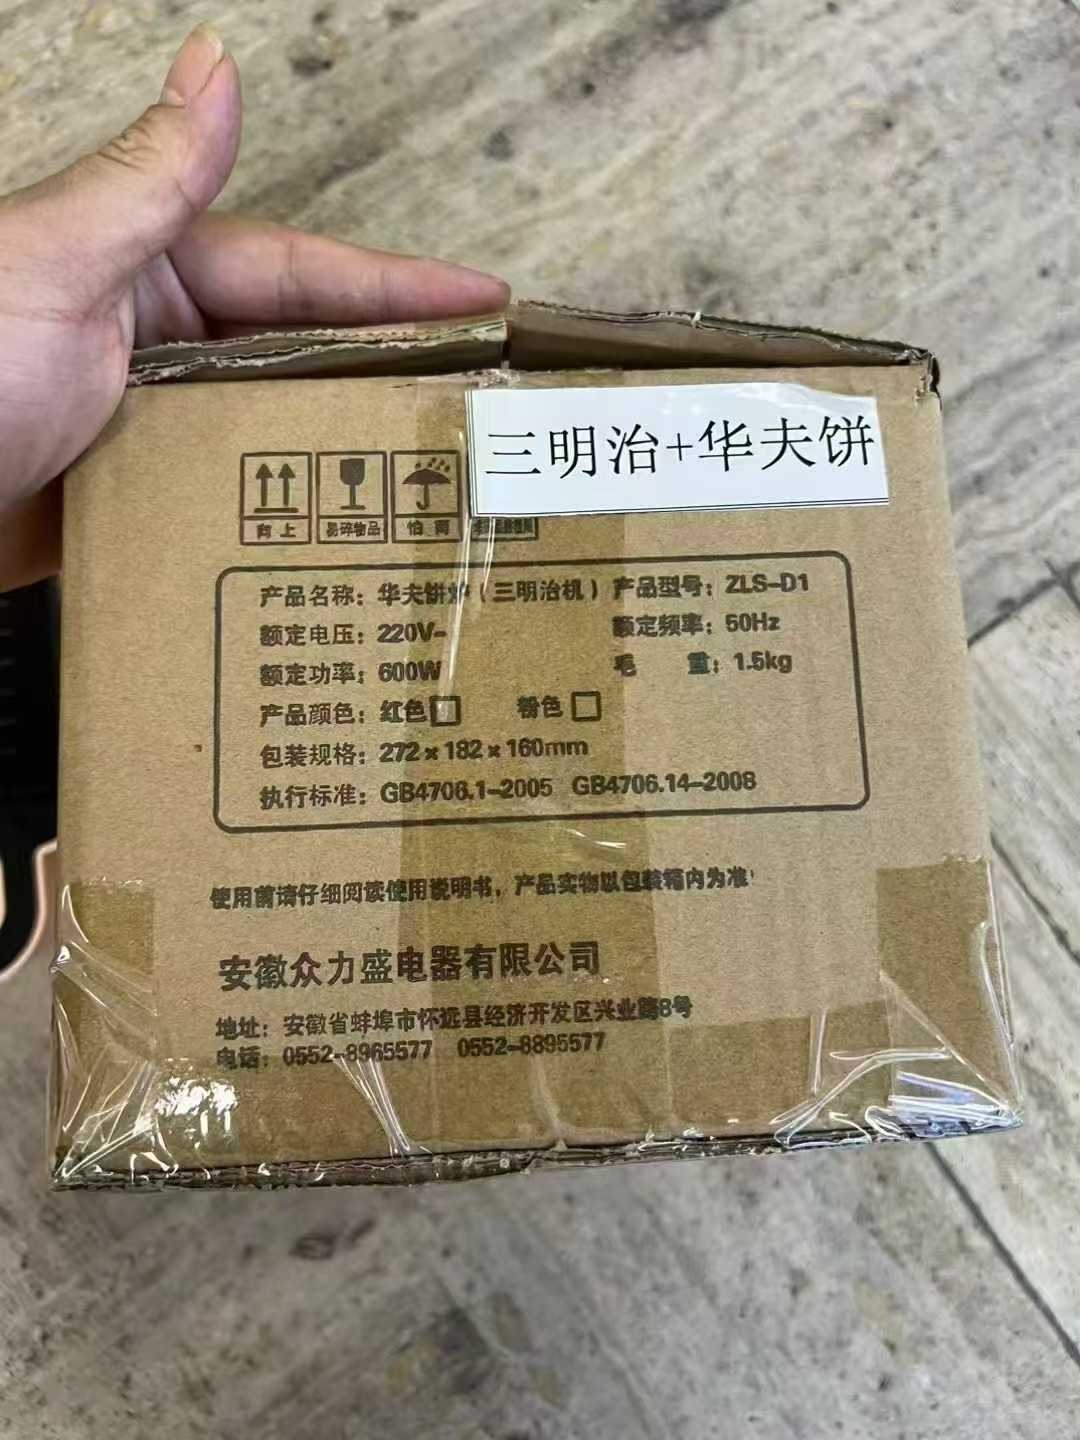 三明治+华夫饼
向上 易碎物品 怕雨
产品名称：华夫饼炉（三明治机） 产品型号：ZLS-D1
额定电压：220V~ 额定频率：50Hz
额定功率：600W 毛 重：1.5kg
产品颜色：红色□ 粉色□
包装规格：272×182×160mm
执行标准：GB4706.1-2005 GB4706.14-2008
使用前请仔细阅读使用说明书，产品实物以包装箱内为准!
安徽众力盛电器有限公司
地址：安徽省蚌埠市怀远县经济开发区兴业路8号
电话：0552-8965577 0552-8895577